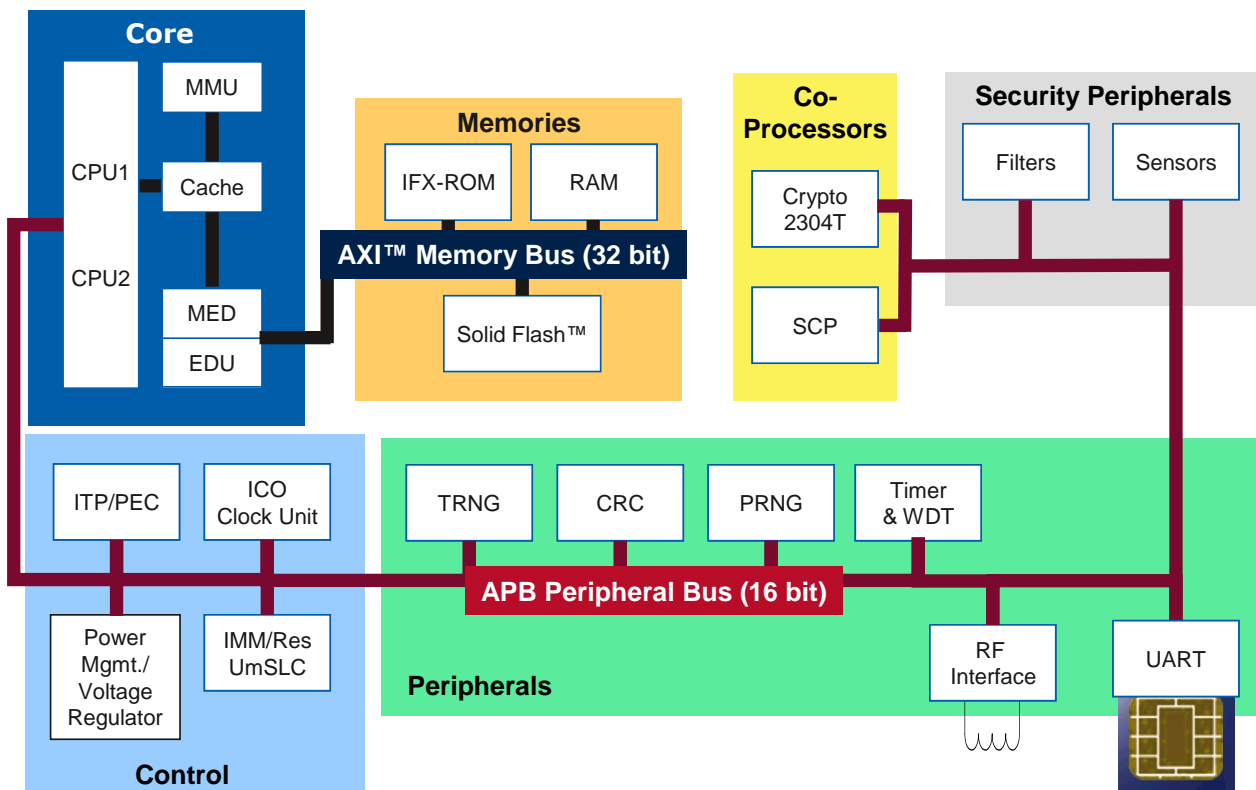 Core
MMU
CPU1
Cache
CPU2
MED
EDU
Memories
IFX-ROM
RAM
AXI™ Memory Bus (32 bit)
Solid Flash™
Co-
Processors
Crypto
2304T
SCP
Security Peripherals
Filters
Sensors
ITP/PEC
ICO
Clock Unit
Power
Mgmt./
Voltage
Regulator
IMM/Res
UmSLC
Control
TRNG
CRC
PRNG
Timer
& WDT
APB Peripheral Bus (16 bit)
RF
Interface
UART
Peripherals